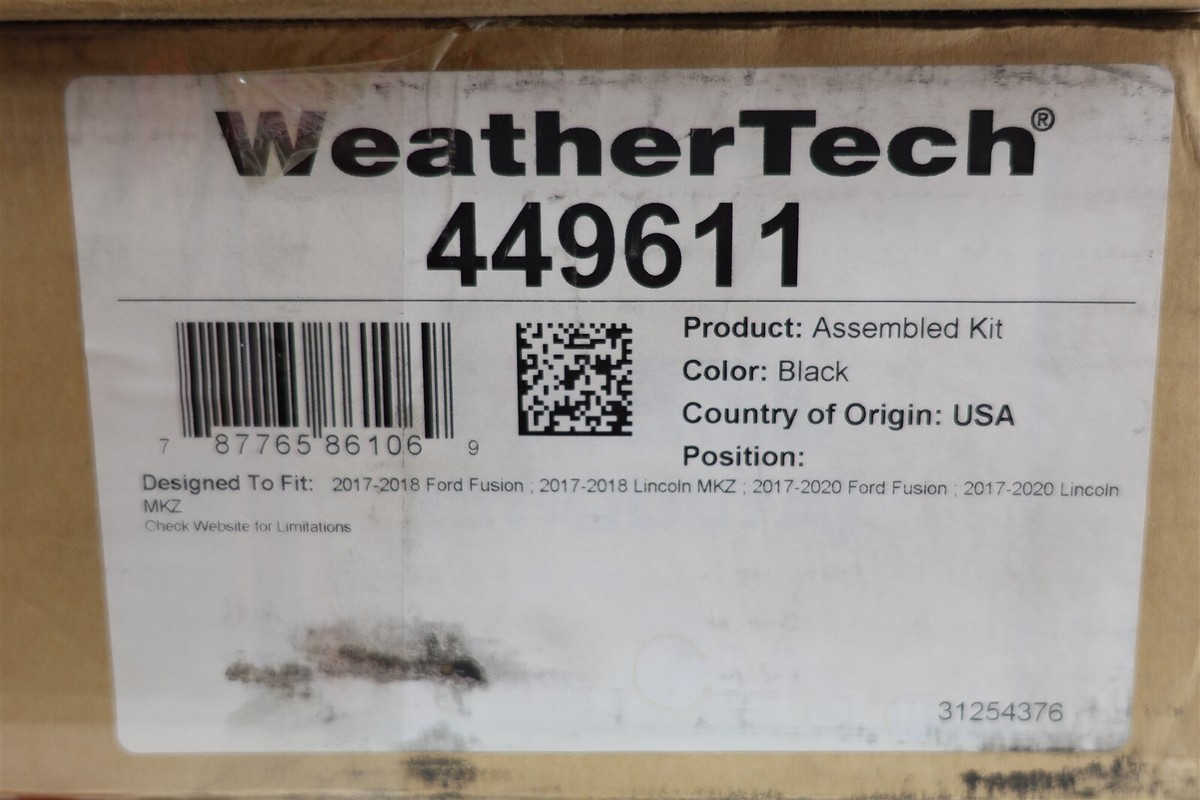 WeatherTech®
449611
7 87765 86106 9
Product: Assembled Kit
Color: Black
Country of Origin: USA
Position:
Designed To Fit: 2017-2018 Ford Fusion ; 2017-2018 Lincoln MKZ ; 2017-2020 Ford Fusion ; 2017-2020 Lincoln
MKZ
Check Website for Limitations
31254376